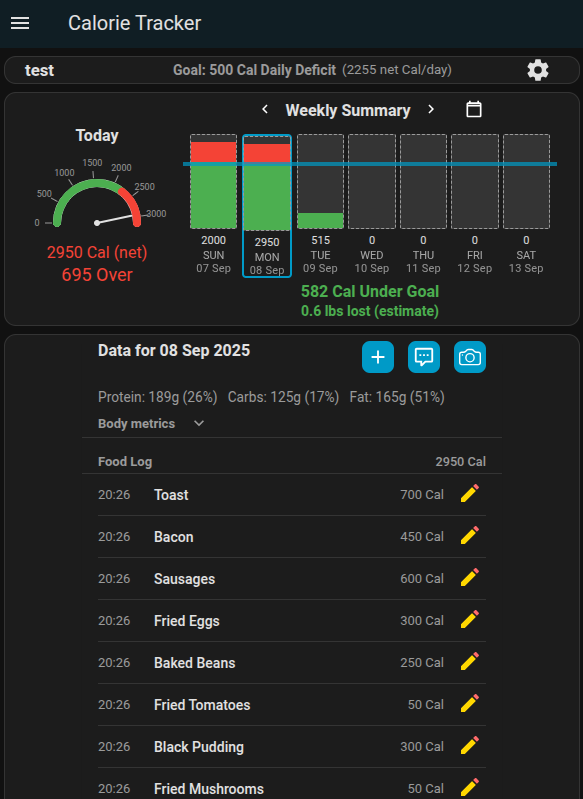 Calorie Tracker
test Goal: 500 Cal Daily Deficit (2255 net Cal/day)
Weekly Summary
Today
0 500 1000 1500 2000 2500 3000
2950 Cal (net)
695 Over
2000 2950 515 0 0 0 0
SUN MON TUE WED THU FRI SAT
07 Sep 08 Sep 09 Sep 10 Sep 11 Sep 12 Sep 13 Sep
582 Cal Under Goal
0.6 lbs lost (estimate)
Data for 08 Sep 2025
Protein: 189g (26%) Carbs: 125g (17%) Fat: 165g (51%)
Body metrics
Food Log 2950 Cal
20:26 Toast 700 Cal
20:26 Bacon 450 Cal
20:26 Sausages 600 Cal
20:26 Fried Eggs 300 Cal
20:26 Baked Beans 250 Cal
20:26 Fried Tomatoes 50 Cal
20:26 Black Pudding 300 Cal
20:26 Fried Mushrooms 50 Cal